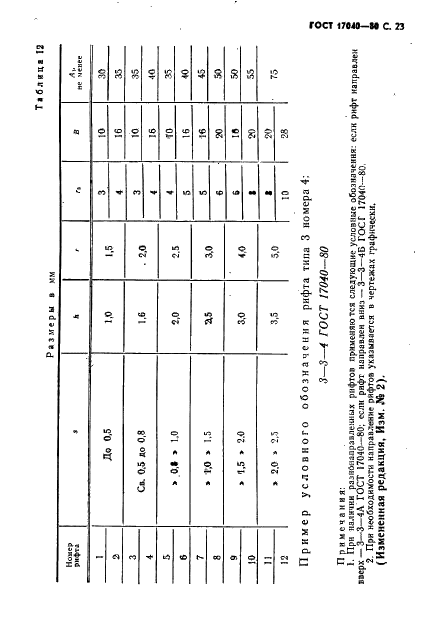 ГОСТ 17040—80 С. 23
Таблица 12
Размеры в мм
Номер рифта s h r B не менее
1 До 0,5 1,0 1,5 3 10 30
2 4 16 35
3 Св. 0,5 до 0,8 1,6 2,0 3 10 35
4 4 16 40
5 » 0,8 » 1,0 2,0 2,5 4 10 35
6 5 16 40
7 » 1,0 » 1,5 2,5 3,0 5 16 45
8 6 20 50
9 » 1,5 » 2,0 3,0 4,0 6 16 50
10 8 20 55
11 » 2,0 » 2,5 3,5 5,0 8 20 75
12 10 28
Пример условного обозначения рифта типа 3 номера 4:
3—3—4 ГОСТ 17040—80
Примечания:
1. При наличии разнонаправленных рифтов применяются следующие условные обозначения: если рифт направлен
вверх — 3—3—4А ГОСТ 17040—80; если рифт направлен вниз — 3—3—4Б ГОСТ 17040—80.
2. При необходимости направление рифтов указывается в чертежах графически.
(Измененная редакция, Изм. № 2).